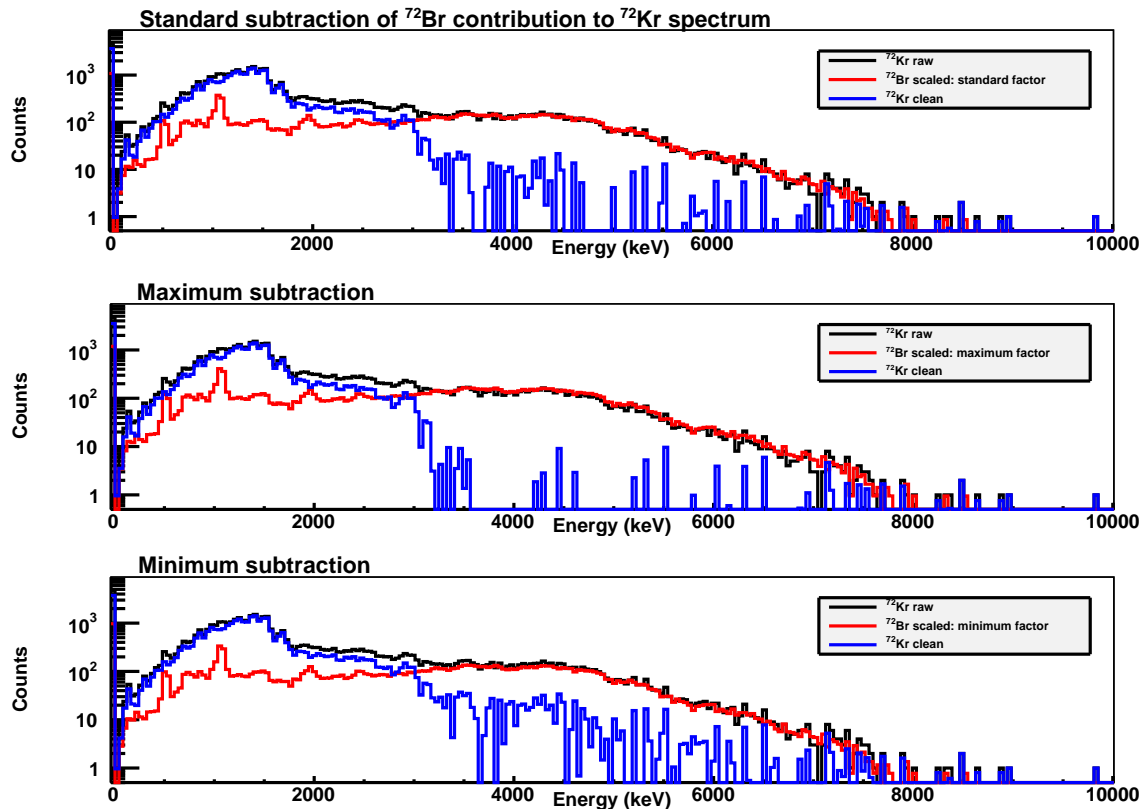 Standard subtraction of ⁷²Br contribution to ⁷²Kr spectrum
Counts
10³
10²
10
1
⁷²Kr raw
⁷²Br scaled: standard factor
⁷²Kr clean
0 2000 4000 6000 8000 10000
Energy (keV)
Maximum subtraction
Counts
10³
10²
10
1
⁷²Kr raw
⁷²Br scaled: maximum factor
⁷²Kr clean
0 2000 4000 6000 8000 10000
Energy (keV)
Minimum subtraction
Counts
10³
10²
10
1
⁷²Kr raw
⁷²Br scaled: minimum factor
⁷²Kr clean
0 2000 4000 6000 8000 10000
Energy (keV)